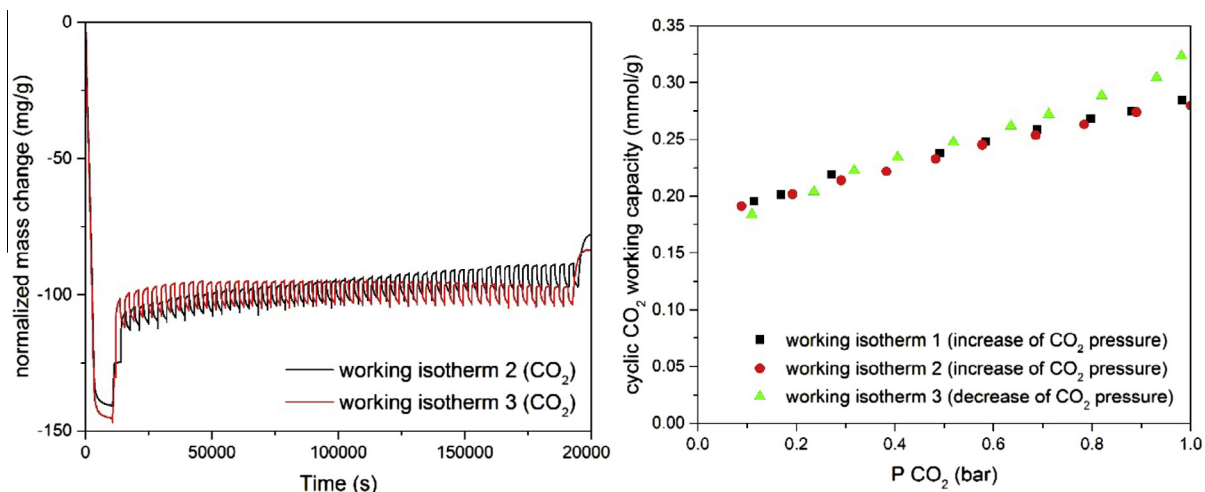 0
-50
-100
-150
normalized mass change (mg/g)
working isotherm 2 (CO₂)
working isotherm 3 (CO₂)
0
50000
100000
150000
20000
Time (s)
0.35
0.30
0.25
0.20
0.15
0.10
0.05
0.00
cyclic CO₂ working capacity (mmol/g)
working isotherm 1 (increase of CO₂ pressure)
working isotherm 2 (increase of CO₂ pressure)
working isotherm 3 (decrease of CO₂ pressure)
0.0
0.2
0.4
0.6
0.8
1.0
P CO₂ (bar)